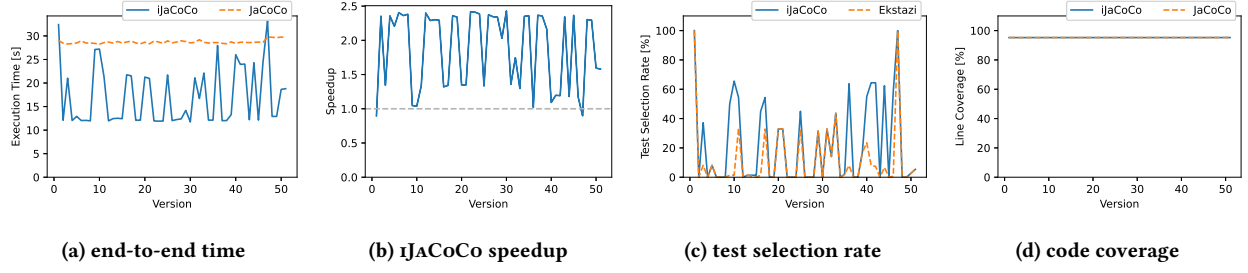 iJaCoCo JaCoCo
Execution Time [s]
30
25
20
15
10
5
0
0 10 20 30 40 50
Version
(a) end-to-end time
Speedup
2.5
2.0
1.5
1.0
0.5
0.0
0 10 20 30 40 50
Version
(b) IJACOCO speedup
iJaCoCo Ekstazi
Test Selection Rate [%]
100
80
60
40
20
0
0 10 20 30 40 50
Version
(c) test selection rate
iJaCoCo JaCoCo
Line Coverage [%]
100
80
60
40
20
0
0 10 20 30 40 50
Version
(d) code coverage